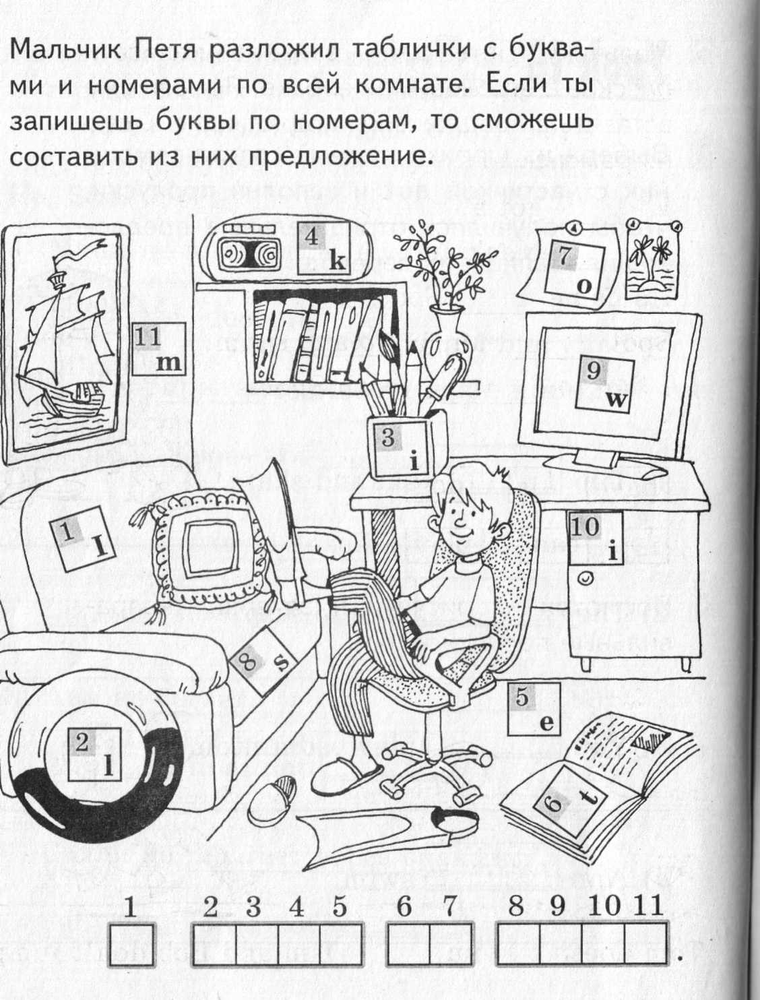 Мальчик Петя разложил таблички с буква-
ми и номерами по всей комнате. Если ты
запишешь буквы по номерам, то сможешь
составить из них предложение.
4 k
7 o
11 m
9 w
3 i
1 I
10 i
8 s
5 e
2 l
6 t
1 2 3 4 5 6 7 8 9 10 11
.